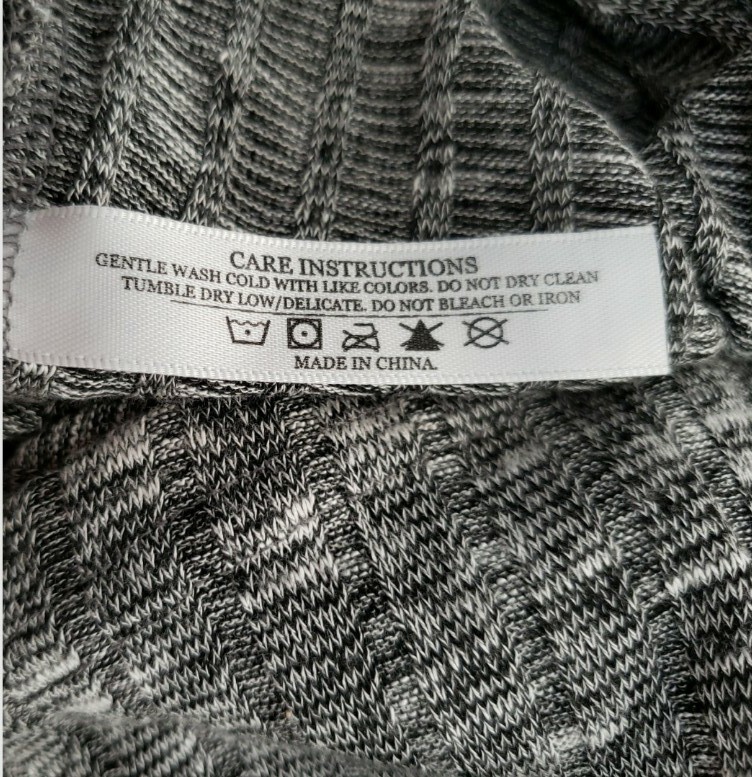 CARE INSTRUCTIONS
GENTLE WASH COLD WITH LIKE COLORS. DO NOT DRY CLEAN
TUMBLE DRY LOW/DELICATE. DO NOT BLEACH OR IRON
MADE IN CHINA.